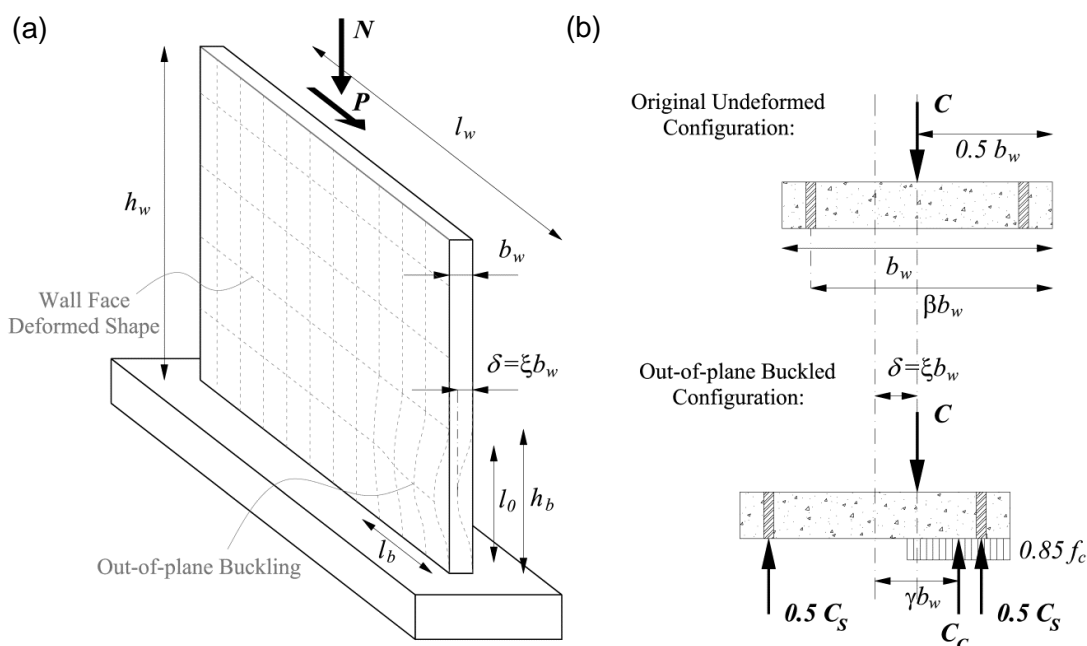 (a)
N
P
l_w
h_w
b_w
Wall Face
Deformed Shape
δ=ξb_w
l_0
h_b
l_b
Out-of-plane Buckling
(b)
Original Undeformed
Configuration:
C
0.5 b_w
b_w
βb_w
Out-of-plane Buckled
Configuration:
δ=ξb_w
C
0.85 f_c
γb_w
0.5 C_S
C_C
0.5 C_S